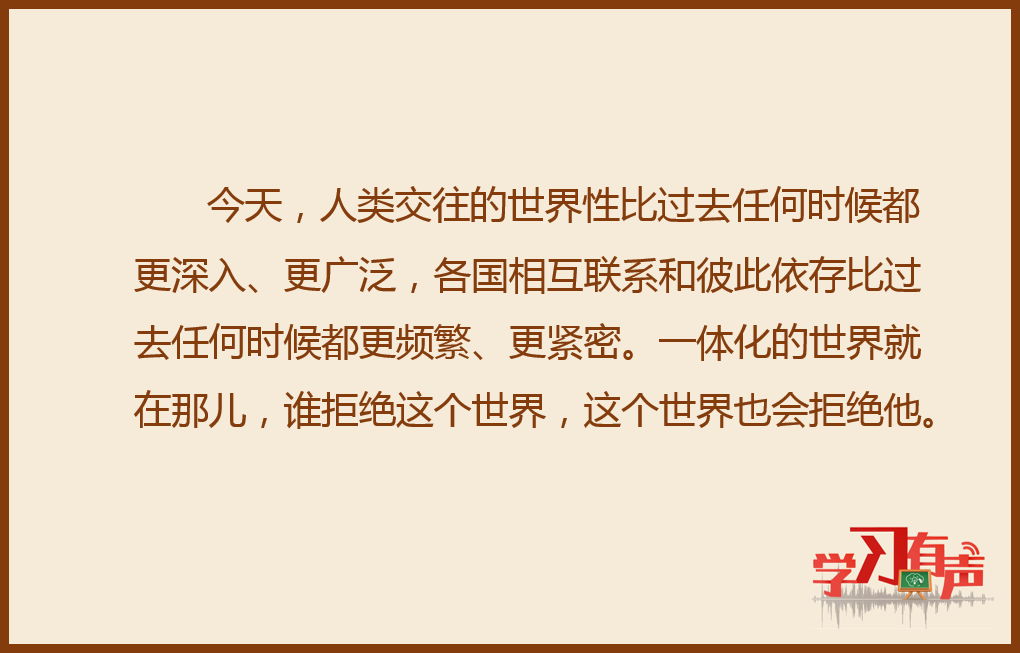 今天，人类交往的世界性比过去任何时候都
更深入、更广泛，各国相互联系和彼此依存比过
去任何时候都更频繁、更紧密。一体化的世界就
在那儿，谁拒绝这个世界，这个世界也会拒绝他。
学习有声